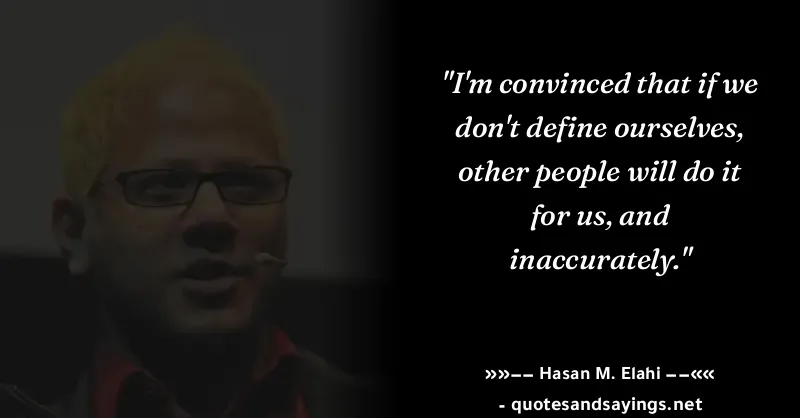 "I'm convinced that if we
don't define ourselves,
other people will do it
for us, and
inaccurately."
»»−− Hasan M. Elahi −−««
- quotesandsayings.net